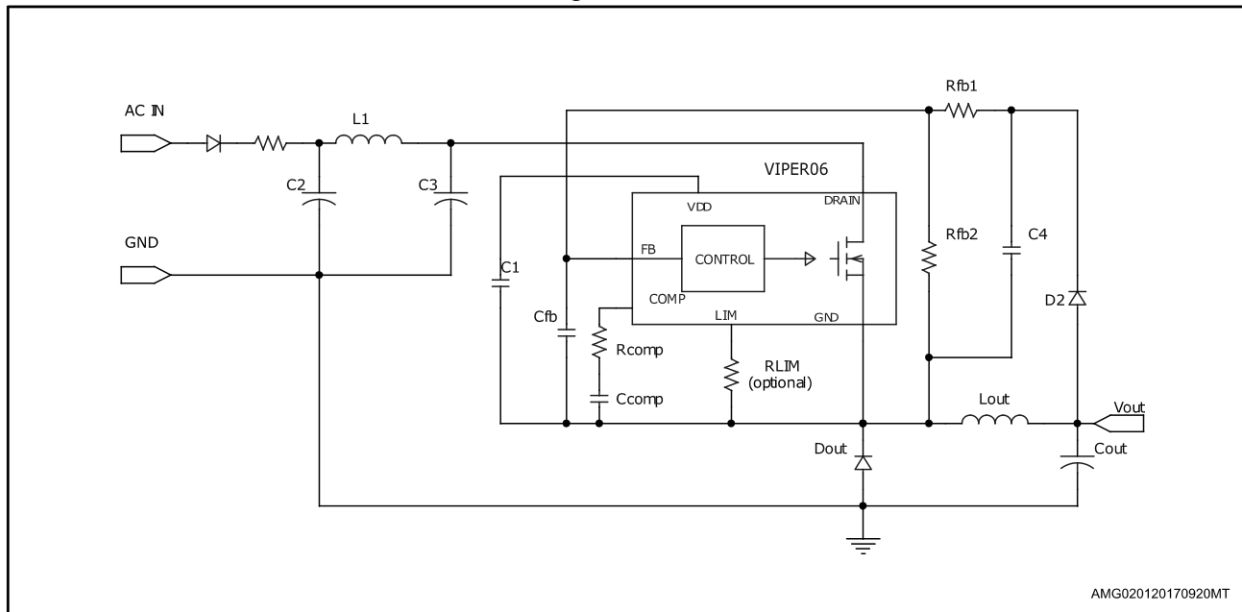 AC IN
L1
C2
C3
GND
C1
VIPER06
VDD
DRAIN
FB
CONTROL
COMP
LIM
GND
Cfb
Rcomp
Ccomp
RLIM
(optional)
Rfb1
Rfb2
C4
D2
Lout
Vout
Dout
Cout
AMG020120170920MT